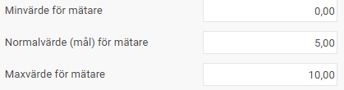 Minvärde för mätare 0,00
Normalvärde (mål) för mätare 5,00
Maxvärde för mätare 10,00